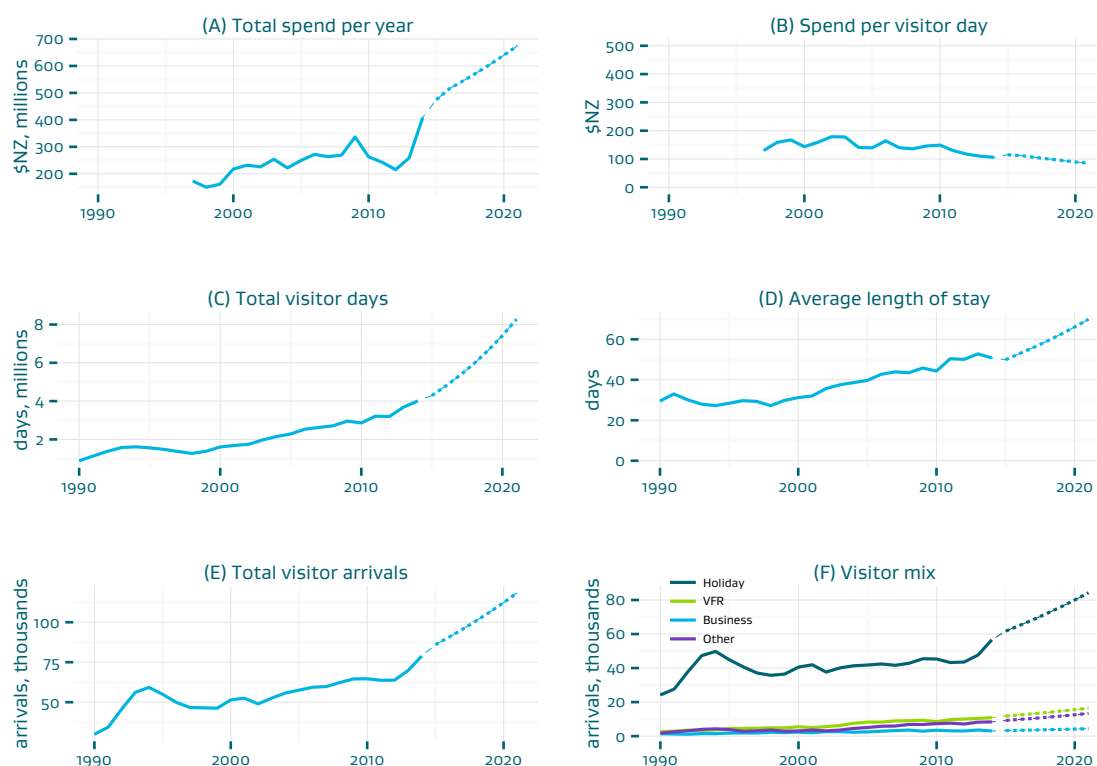 (A) Total spend per year
$NZ, millions
700
600
500
400
300
200
1990 2000 2010 2020
(B) Spend per visitor day
$NZ
500
400
300
200
100
0
1990 2000 2010 2020
(C) Total visitor days
days, millions
8
6
4
2
1990 2000 2010 2020
(D) Average length of stay
days
60
40
20
0
1990 2000 2010 2020
(E) Total visitor arrivals
arrivals, thousands
100
75
50
1990 2000 2010 2020
(F) Visitor mix
arrivals, thousands
Holiday
VFR
Business
Other
80
60
40
20
0
1990 2000 2010 2020